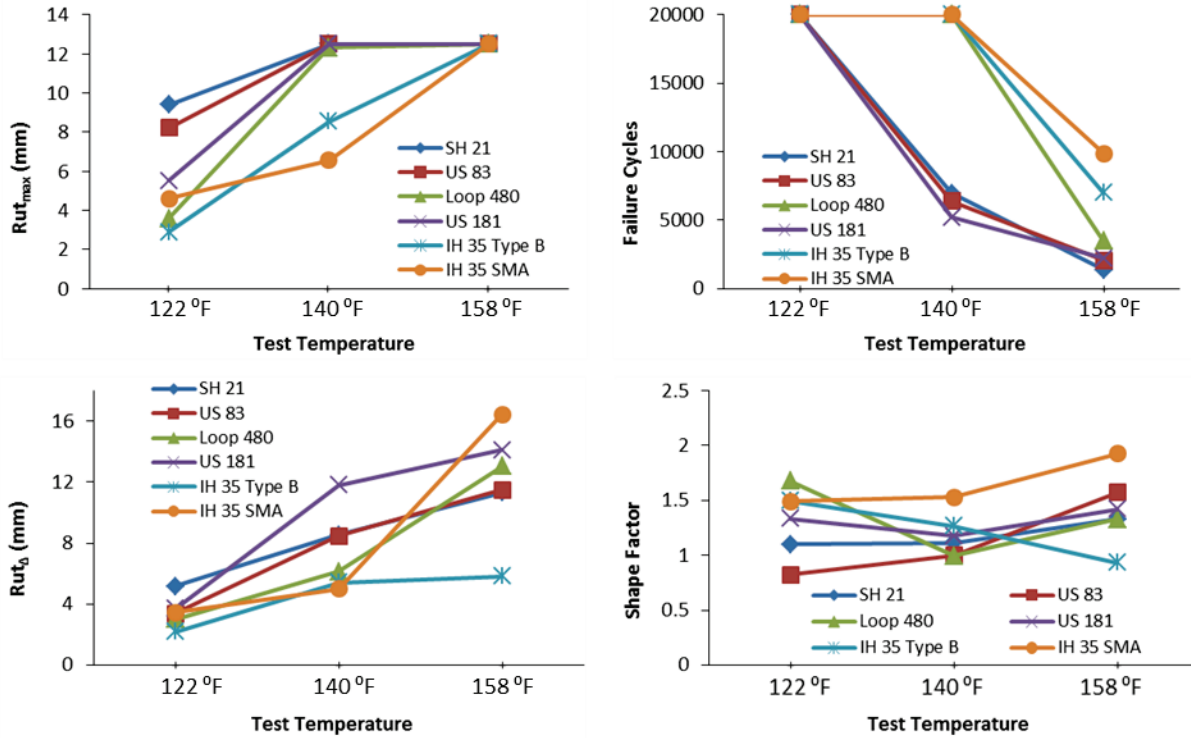 14
12
10
8
6
4
2
0
Rutmax (mm)
SH 21
US 83
Loop 480
US 181
IH 35 Type B
IH 35 SMA
122 ⁰F
140 ⁰F
158 ⁰F
Test Temperature
20000
15000
10000
5000
0
Failure Cycles
SH 21
US 83
Loop 480
US 181
IH 35 Type B
IH 35 SMA
122 ⁰F
140 ⁰F
158 ⁰F
Test Temperature
16
12
8
4
0
RutΔ (mm)
SH 21
US 83
Loop 480
US 181
IH 35 Type B
IH 35 SMA
122 ⁰F
140 ⁰F
158 ⁰F
Test Temperature
2.5
2
1.5
1
0.5
0
Shape Factor
SH 21
US 83
Loop 480
US 181
IH 35 Type B
IH 35 SMA
122 ⁰F
140 ⁰F
158 ⁰F
Test Temperature